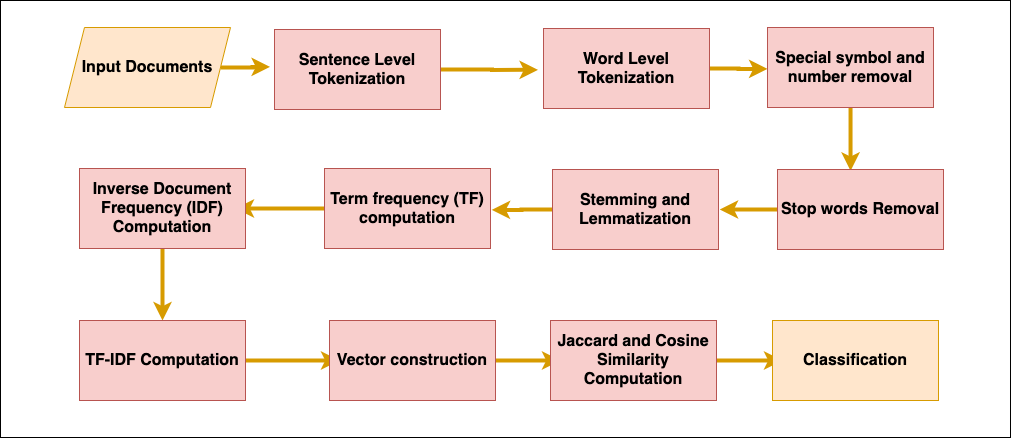 Input Documents
Sentence Level
Tokenization
Word Level
Tokenization
Special symbol and
number removal
Stop words Removal
Stemming and
Lemmatization
Term frequency (TF)
computation
Inverse Document
Frequency (IDF)
Computation
TF-IDF Computation
Vector construction
Jaccard and Cosine
Similarity
Computation
Classification